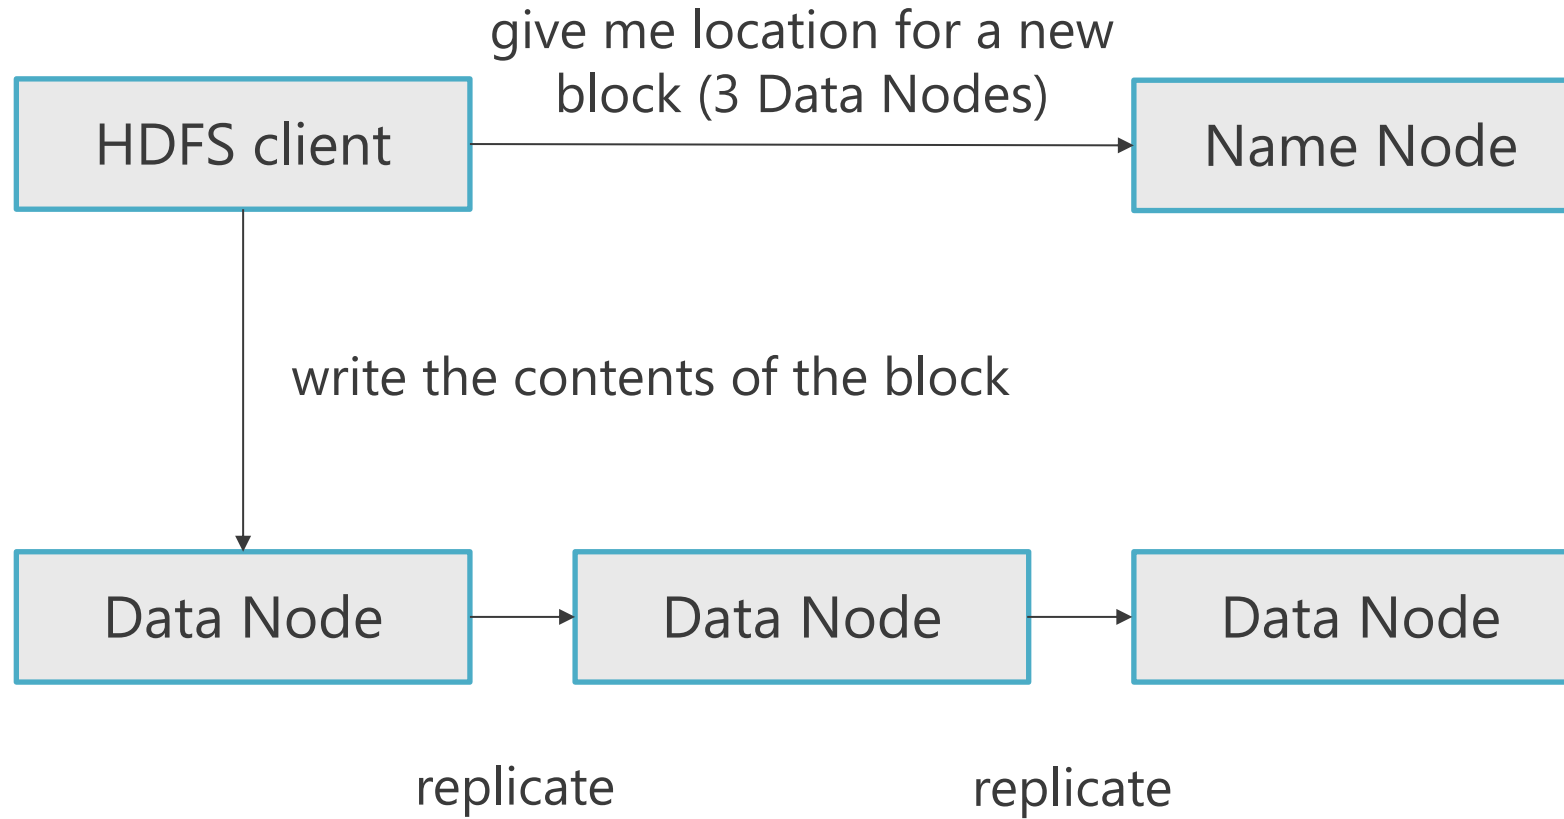 give me location for a new
block (3 Data Nodes)
HDFS client
Name Node
write the contents of the block
Data Node
Data Node
Data Node
replicate
replicate